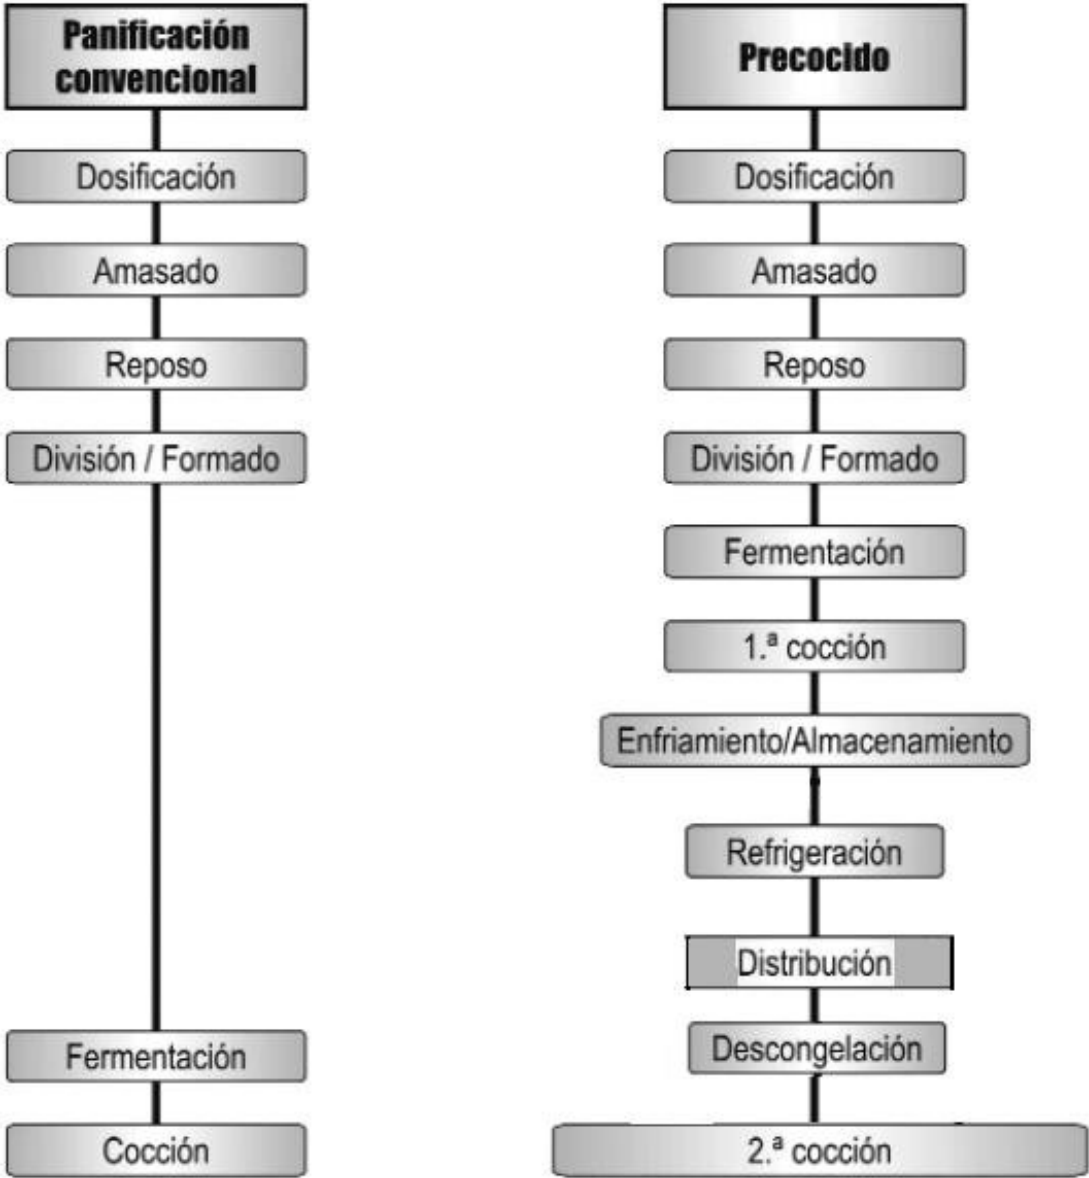 Panificación
convencional
Dosificación
Amasado
Reposo
División / Formado
Fermentación
Cocción
Precocido
Dosificación
Amasado
Reposo
División / Formado
Fermentación
1.ª cocción
Enfriamiento/Almacenamiento
Refrigeración
Distribución
Descongelación
2.ª cocción